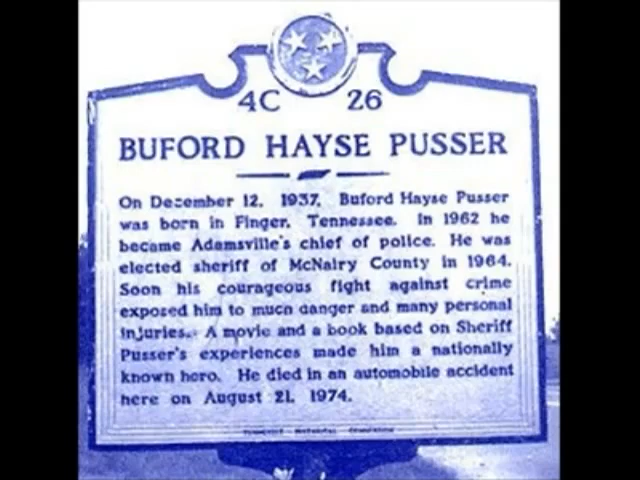 4C 26
BUFORD HAYSE PUSSER
On December 12, 1937, Buford Hayse Pusser
was born in Finger, Tennessee. In 1962 he
became Adamsville's chief of police. He was
elected sheriff of McNairy County in 1964.
Soon his courageous fight against crime
exposed him to much danger and many personal
injuries. A movie and a book based on Sheriff
Pusser's experiences made him a nationally
known hero. He died in an automobile accident
here on August 21, 1974.
TENNESSEE HISTORICAL COMMISSION